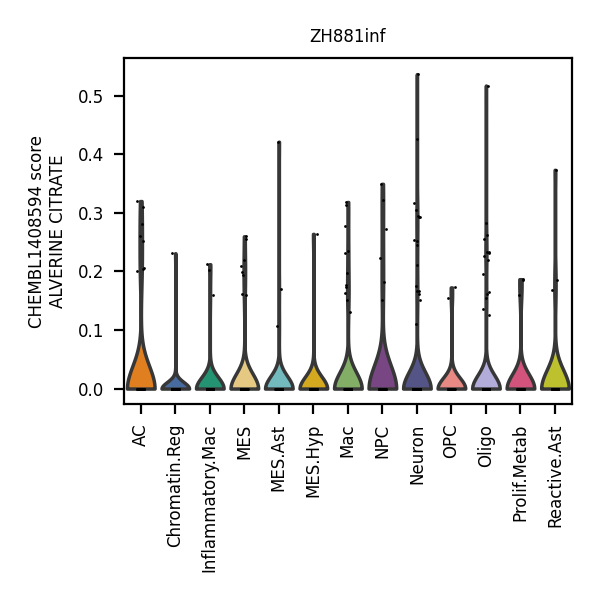 ZH881inf
CHEMBL1408594 score
ALVERINE CITRATE
0.5
0.4
0.3
0.2
0.1
0.0
AC
Chromatin.Reg
Inflammatory.Mac
MES
MES.Ast
MES.Hyp
Mac
NPC
Neuron
OPC
Oligo
Prolif.Metab
Reactive.Ast